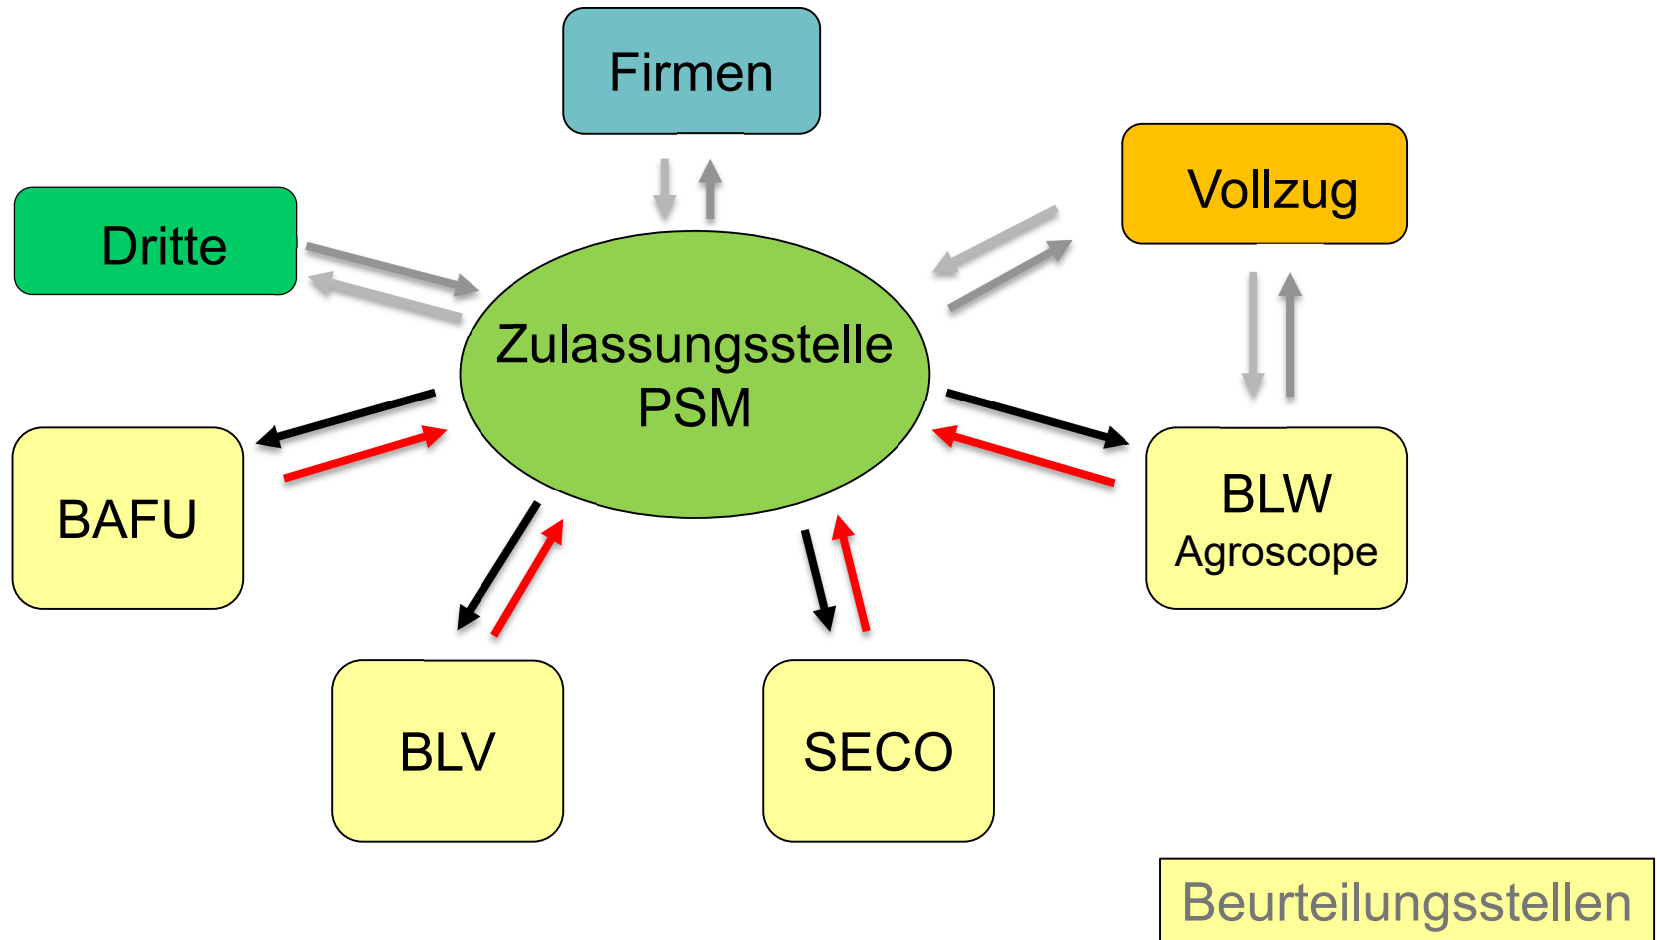 Firmen
Vollzug
Dritte
Zulassungsstelle
PSM
BAFU
BLW
Agroscope
BLV
SECO
Beurteilungsstellen